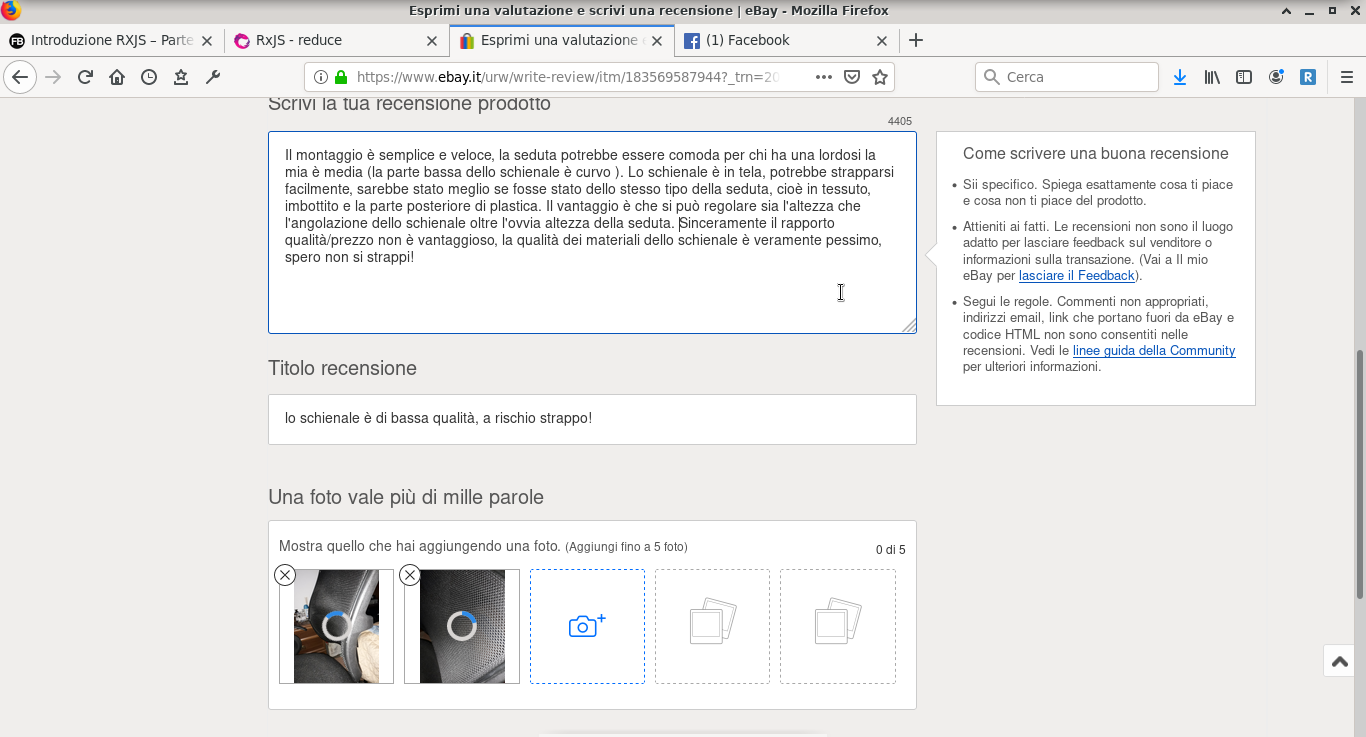 Esprimi una valutazione e scrivi una recensione | eBay - Mozilla Firefox
FB Introduzione RXJS – Parte
RxJS - reduce
Esprimi una valutazione
(1) Facebook
https://www.ebay.it/urw/write-review/itm/183569587944?_trn=20
Cerca
R
Scrivi la tua recensione prodotto
4405
Il montaggio è semplice e veloce, la seduta potrebbe essere comoda per chi ha una lordosi la
mia è media (la parte bassa dello schienale è curvo ). Lo schienale è in tela, potrebbe strapparsi
facilmente, sarebbe stato meglio se fosse stato dello stesso tipo della seduta, cioè in tessuto,
imbottito e la parte posteriore di plastica. Il vantaggio è che si può regolare sia l'altezza che
l'angolazione dello schienale oltre l'ovvia altezza della seduta. Sinceramente il rapporto
qualità/prezzo non è vantaggioso, la qualità dei materiali dello schienale è veramente pessimo,
spero non si strappi!
Come scrivere una buona recensione
• Sii specifico. Spiega esattamente cosa ti piace
e cosa non ti piace del prodotto.
• Attieniti ai fatti. Le recensioni non sono il luogo
adatto per lasciare feedback sul venditore o
informazioni sulla transazione. (Vai a Il mio
eBay per lasciare il Feedback).
• Segui le regole. Commenti non appropriati,
indirizzi email, link che portano fuori da eBay e
codice HTML non sono consentiti nelle
recensioni. Vedi le linee guida della Community
per ulteriori informazioni.
Titolo recensione
lo schienale è di bassa qualità, a rischio strappo!
Una foto vale più di mille parole
Mostra quello che hai aggiungendo una foto. (Aggiungi fino a 5 foto)
0 di 5